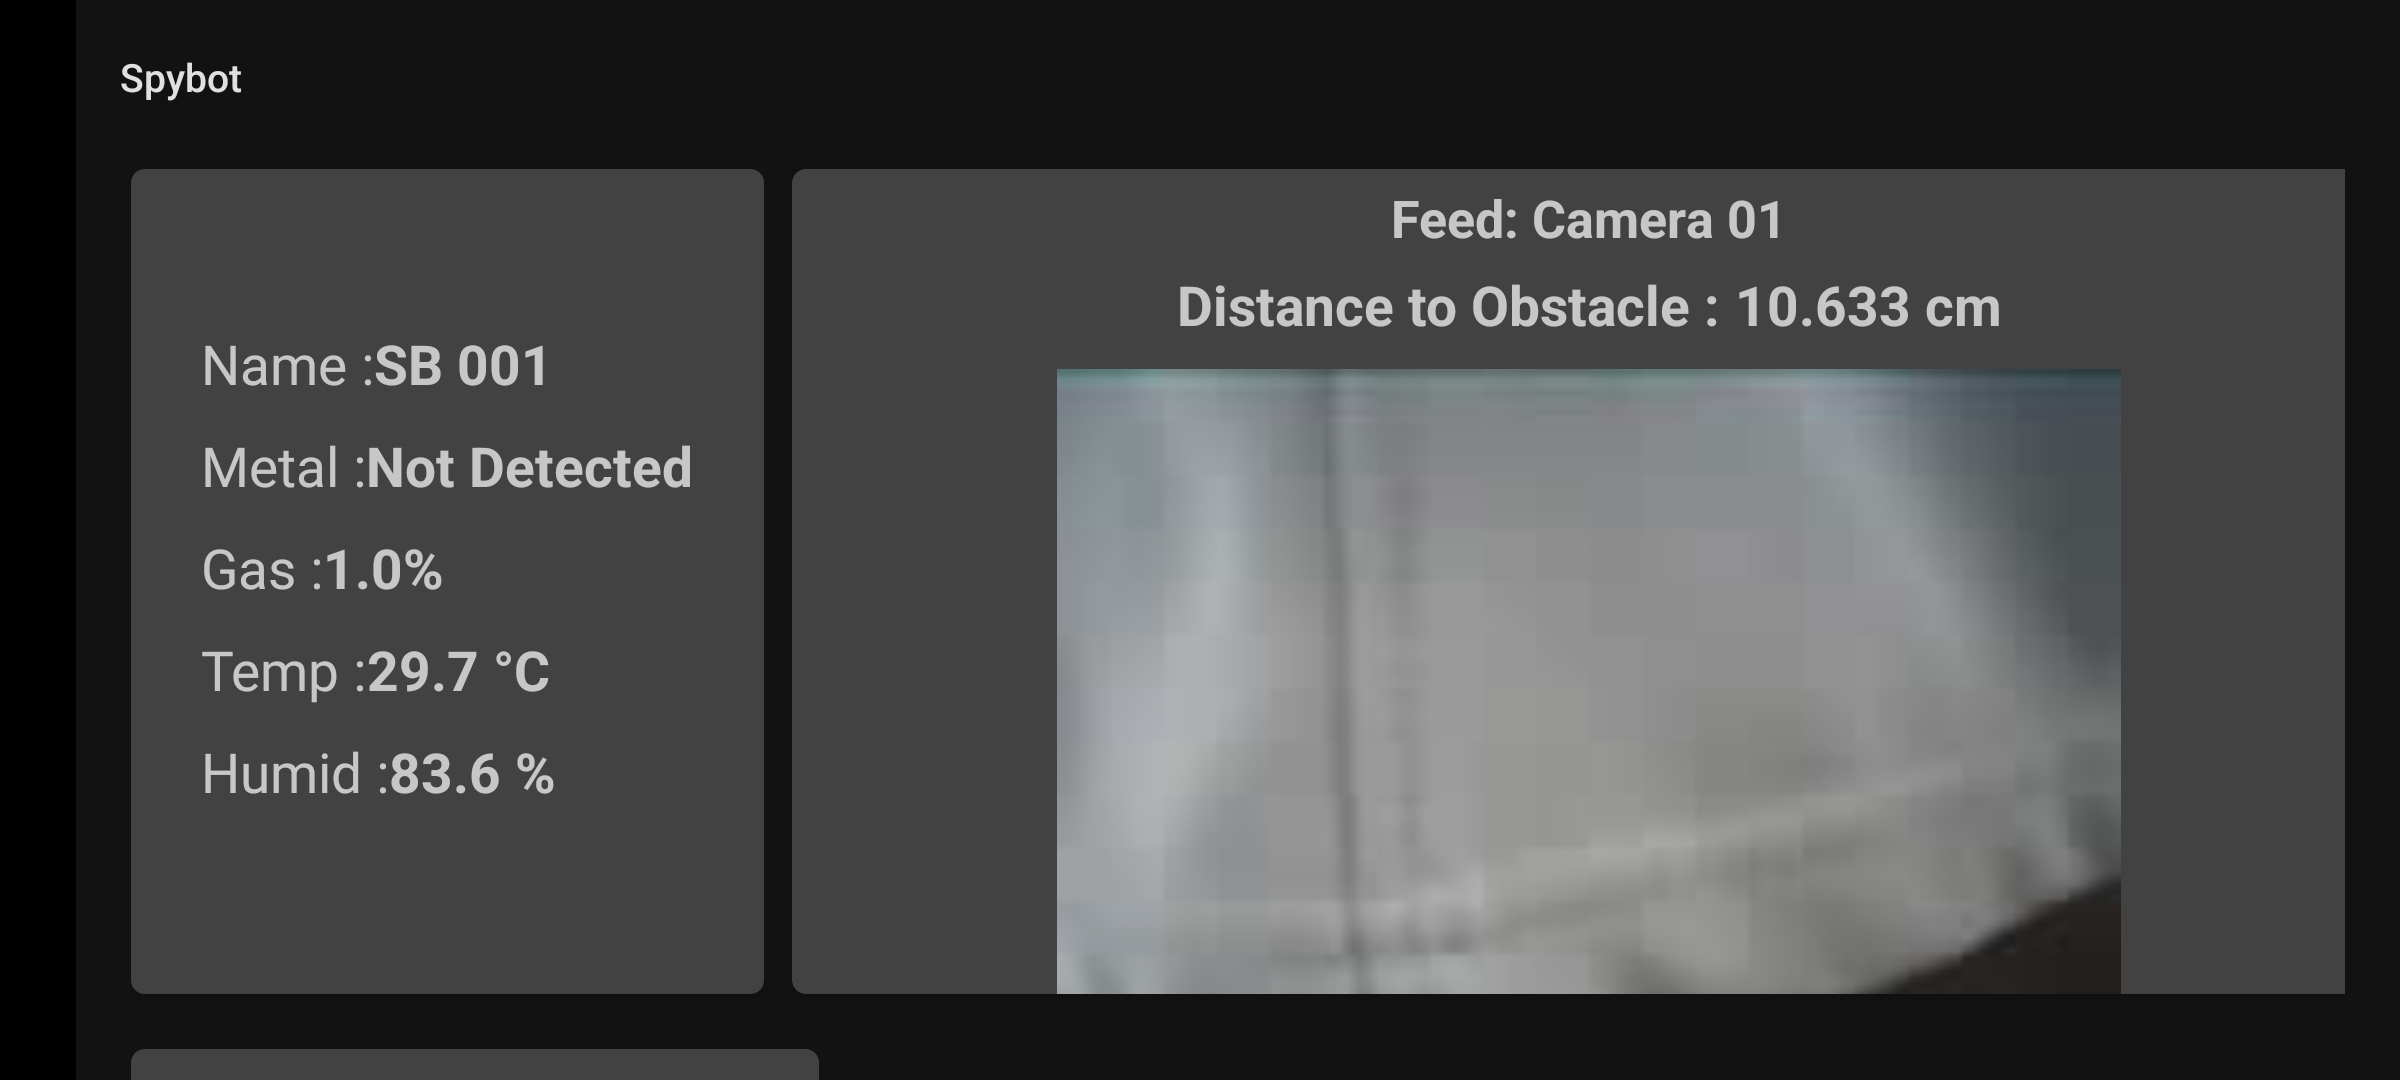 Spybot
Name :SB 001
Metal :Not Detected
Gas :1.0%
Temp :29.7 °C
Humid :83.6 %
Feed: Camera 01
Distance to Obstacle : 10.633 cm